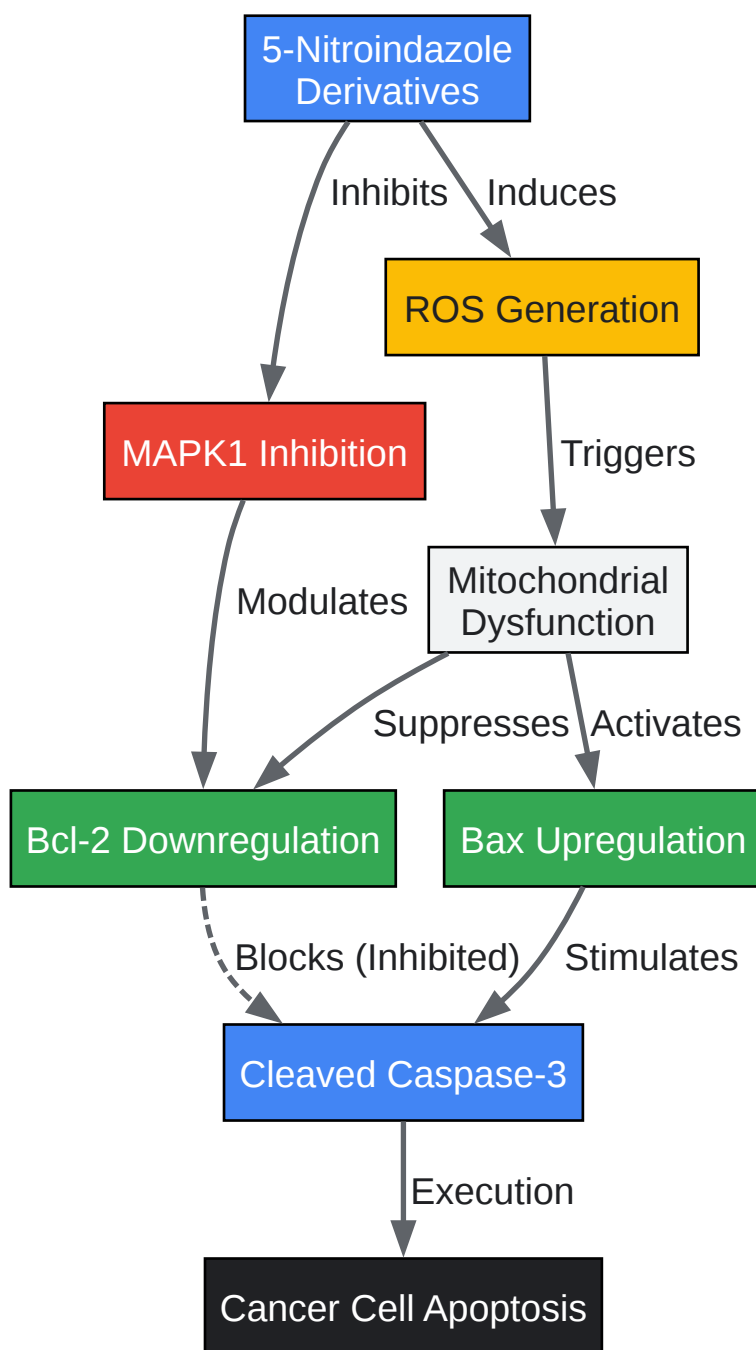 5-Nitroindazole
Derivatives
Inhibits
Induces
ROS Generation
MAPK1 Inhibition
Triggers
Mitochondrial
Dysfunction
Modulates
Suppresses
Activates
Bcl-2 Downregulation
Bax Upregulation
Blocks (Inhibited)
Stimulates
Cleaved Caspase-3
Execution
Cancer Cell Apoptosis